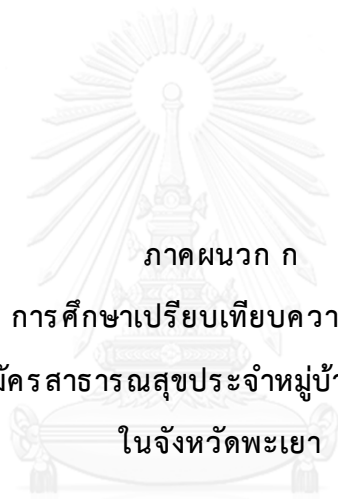 ภาคผนวก ก
การศึกษาเปรียบเทียบควา
มัครสาธารณสุขประจำหมู่บ้า
ในจังหวัดพะเยา